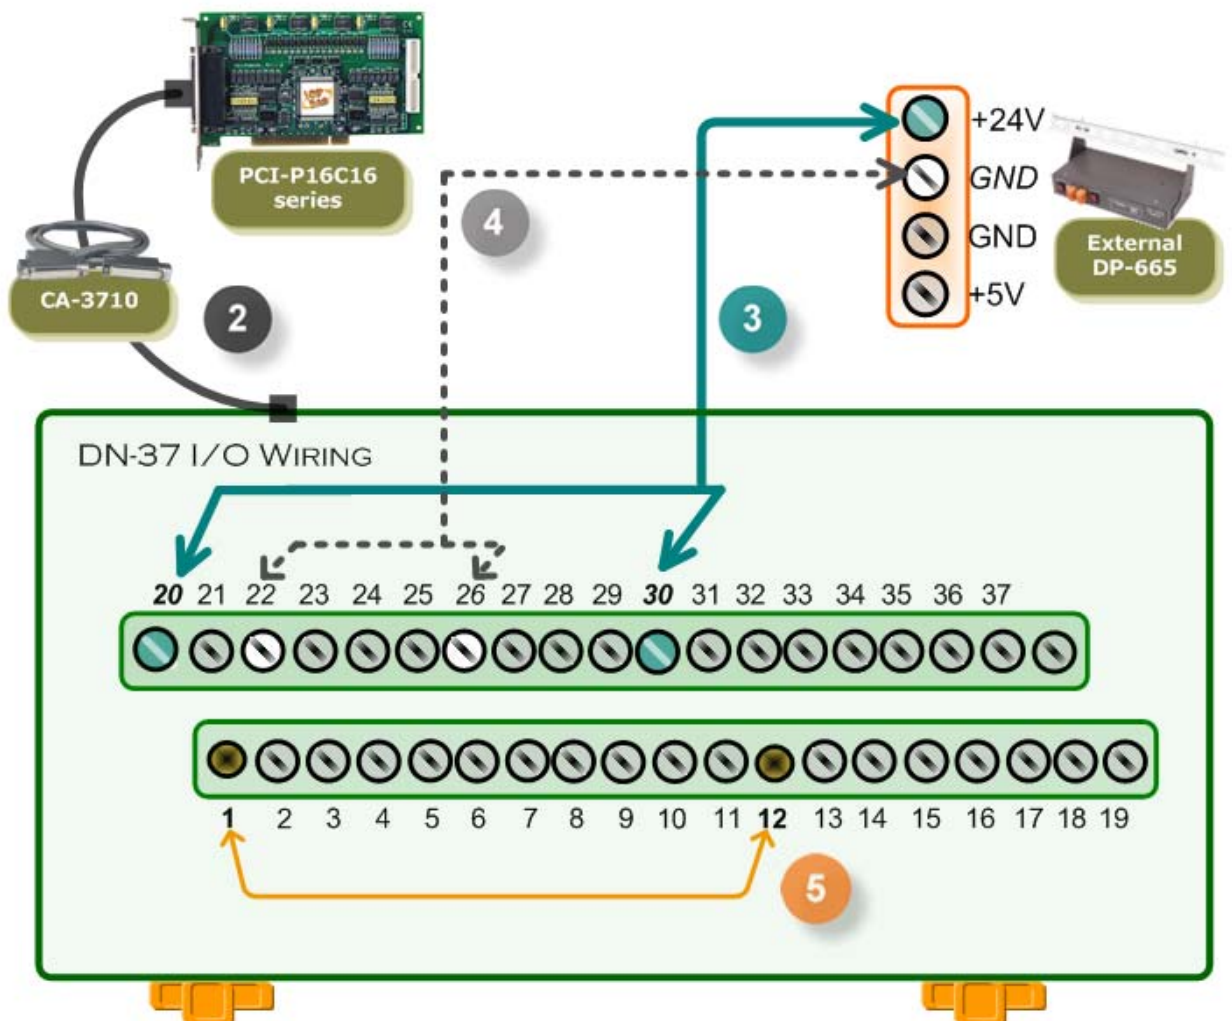 PCI-P16C16
series
CA-3710
2
4
3
+24V
GND
GND
+5V
External
DP-665
DN-37 I/O WIRING
20 21 22 23 24 25 26 27 28 29 30 31 32 33 34 35 36 37
1 2 3 4 5 6 7 8 9 10 11 12 13 14 15 16 17 18 19
5